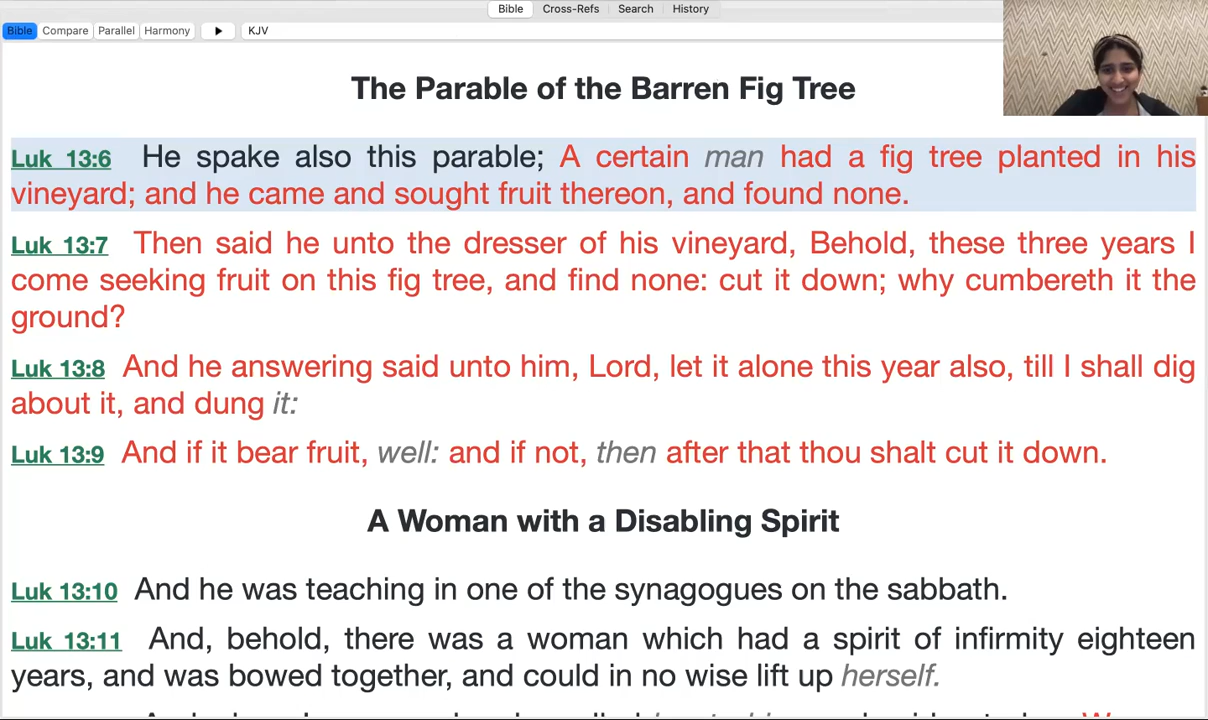 Bible Cross-Refs Search History
Bible Compare Parallel Harmony KJV
The Parable of the Barren Fig Tree
Luk 13:6 He spake also this parable; A certain man had a fig tree planted in his
vineyard; and he came and sought fruit thereon, and found none.
Luk 13:7 Then said he unto the dresser of his vineyard, Behold, these three years I
come seeking fruit on this fig tree, and find none: cut it down; why cumbereth it the
ground?
Luk 13:8 And he answering said unto him, Lord, let it alone this year also, till I shall dig
about it, and dung it:
Luk 13:9 And if it bear fruit, well: and if not, then after that thou shalt cut it down.
A Woman with a Disabling Spirit
Luk 13:10 And he was teaching in one of the synagogues on the sabbath.
Luk 13:11 And, behold, there was a woman which had a spirit of infirmity eighteen
years, and was bowed together, and could in no wise lift up herself.